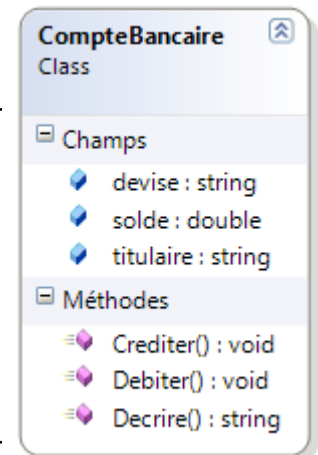 CompteBancaire
Class
Champs
devise : string
solde : double
titulaire : string
Méthodes
Crediter() : void
Debiter() : void
Decrire() : string